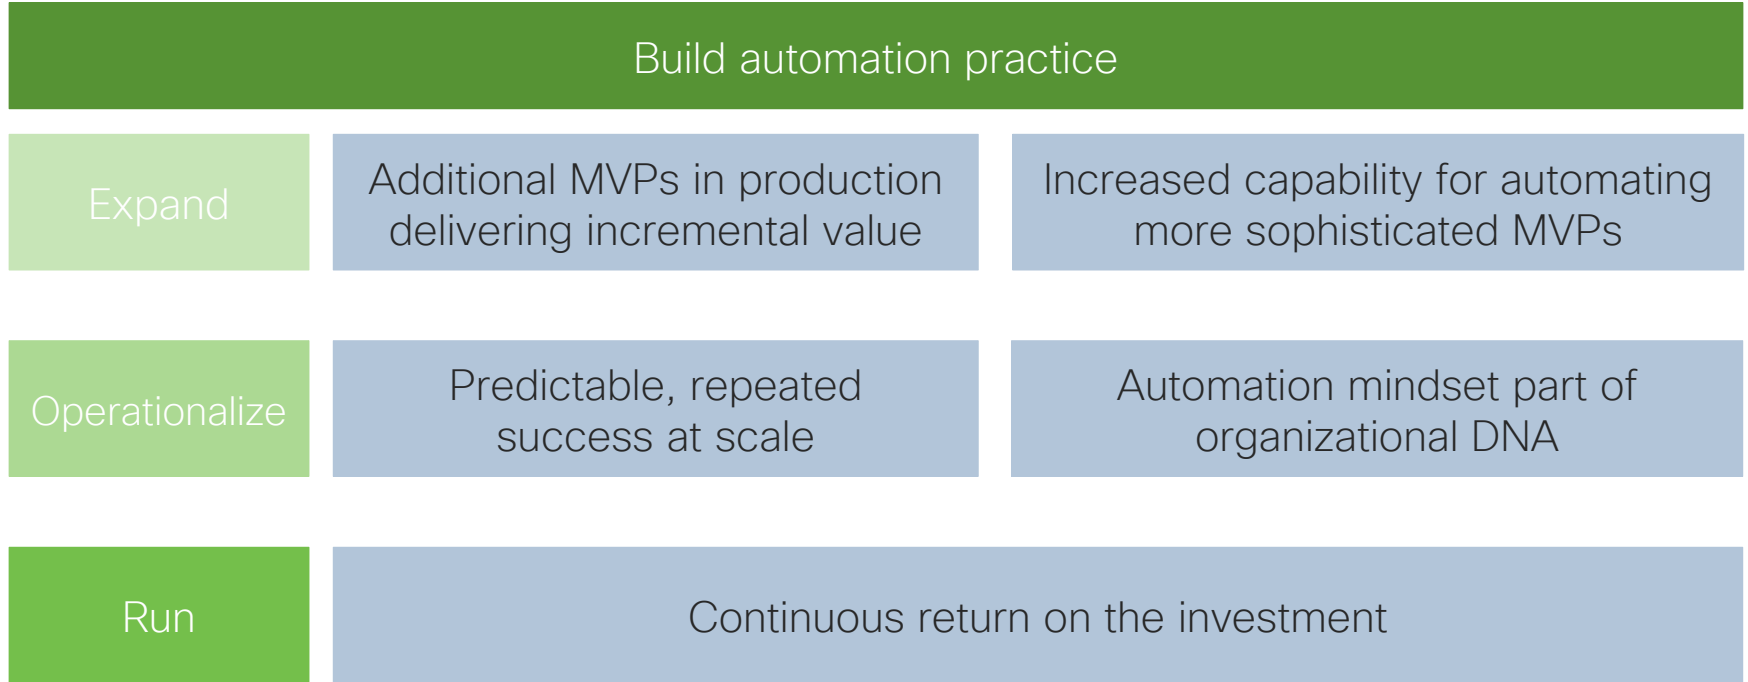 Build automation practice
Expand
Additional MVPs in production
delivering incremental value
Increased capability for automating
more sophisticated MVPs
Operationalize
Predictable, repeated
success at scale
Automation mindset part of
organizational DNA
Run
Continuous return on the investment